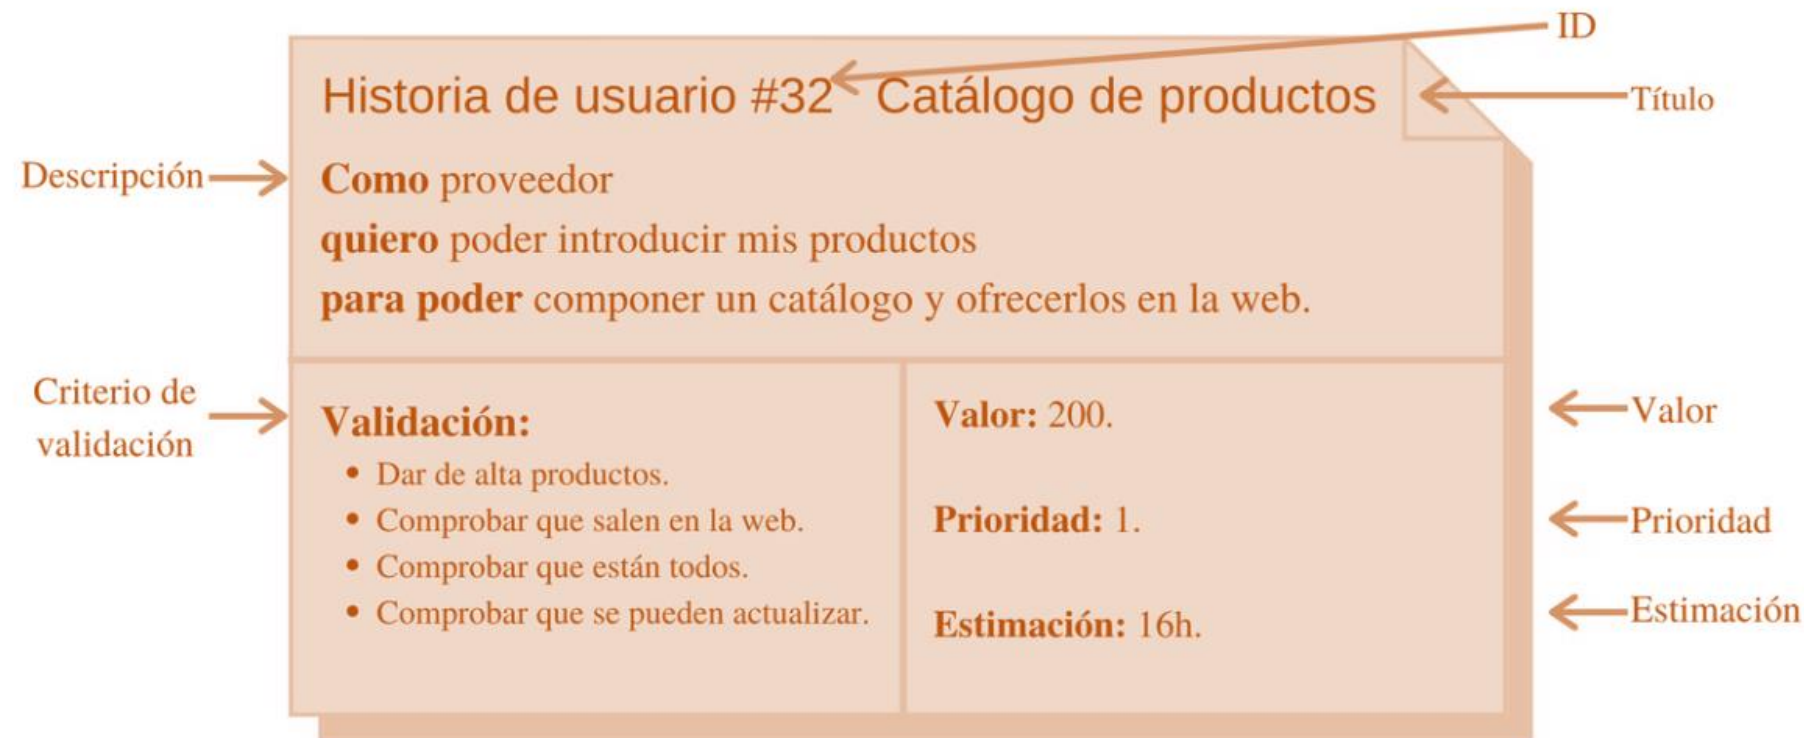 ID
Historia de usuario #32 Catálogo de productos
Título
Descripción
Como proveedor
quiero poder introducir mis productos
para poder componer un catálogo y ofrecerlos en la web.
Criterio de
validación
Validación:
• Dar de alta productos.
• Comprobar que salen en la web.
• Comprobar que están todos.
• Comprobar que se pueden actualizar.
Valor: 200.
Valor
Prioridad: 1.
Prioridad
Estimación: 16h.
Estimación